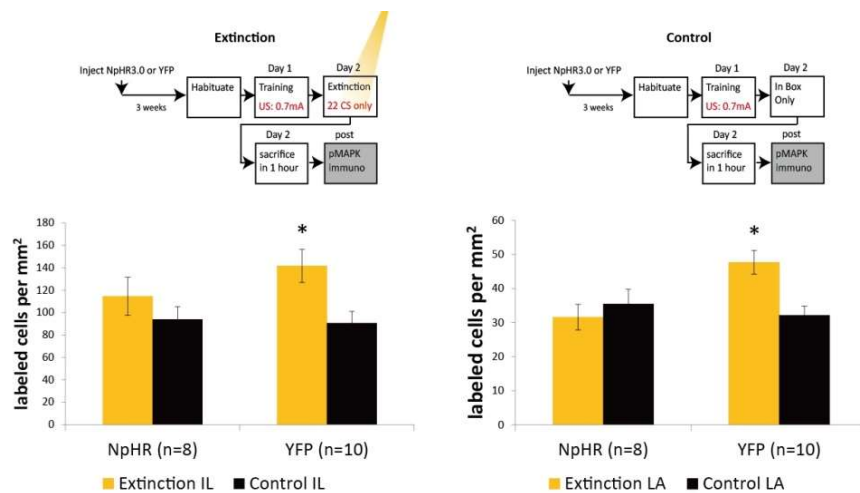 Extinction
Inject NpHR3.0 or YFP
3 weeks
Habituate
Day 1
Training
US: 0.7mA
Day 2
Extinction
22 CS only
Day 2
sacrifice
in 1 hour
post
pMAPK
immuno
Control
Inject NpHR3.0 or YFP
3 weeks
Habituate
Day 1
Training
US: 0.7mA
Day 2
In Box
Only
Day 2
sacrifice
in 1 hour
post
pMAPK
immuno
labeled cells per mm²
180
160
140
120
100
80
60
40
20
0
*
NpHR (n=8)
YFP (n=10)
Extinction IL
Control IL
labeled cells per mm²
60
50
40
30
20
10
0
*
NpHR (n=8)
YFP (n=10)
Extinction LA
Control LA